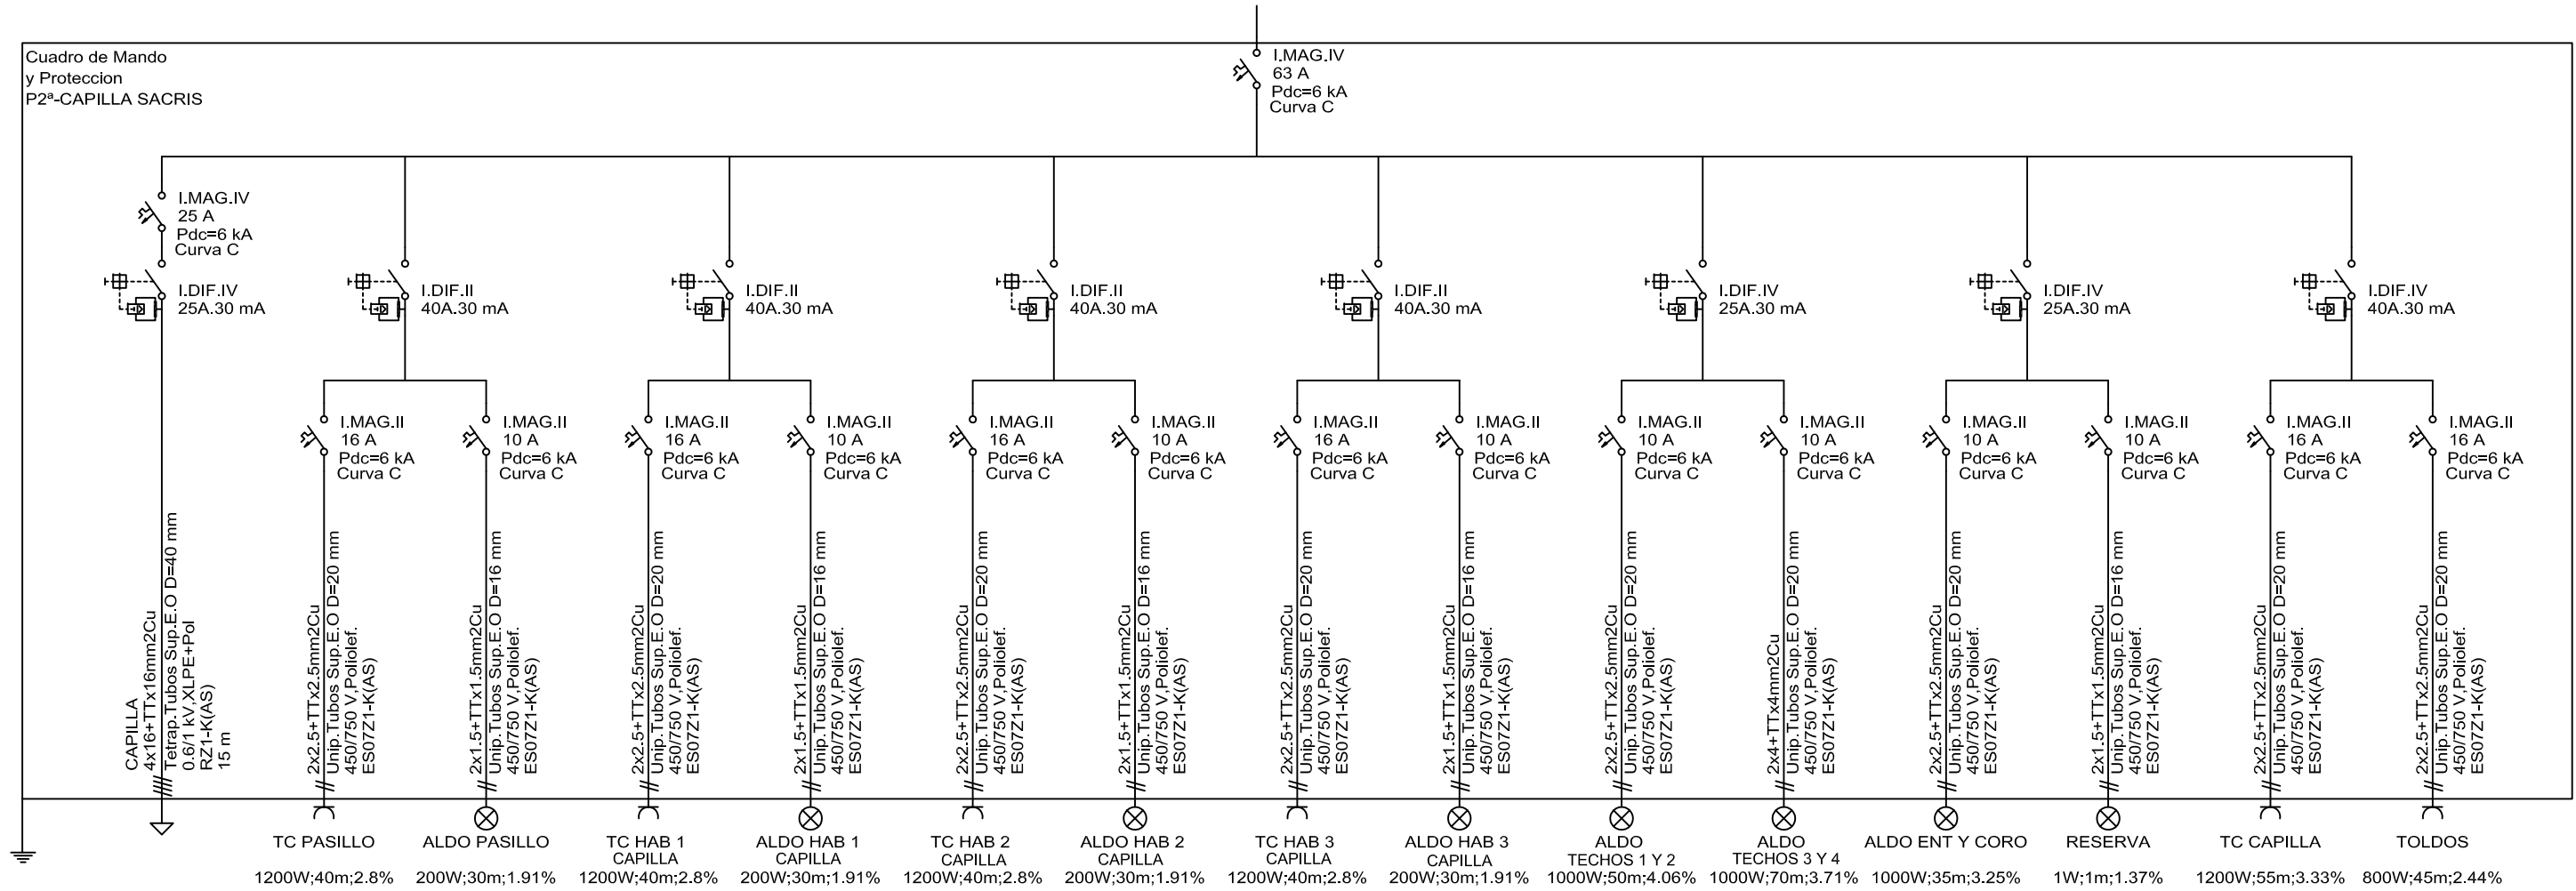 Cuadro de Mando
y Proteccion
P2ª-CAPILLA SACRIS
I.MAG.IV
63 A
Pdc=6 kA
Curva C
I.MAG.IV
25 A
Pdc=6 kA
Curva C
I.DIF.IV
25A.30 mA
I.DIF.II
40A.30 mA
I.DIF.II
40A.30 mA
I.DIF.II
40A.30 mA
I.DIF.II
40A.30 mA
I.DIF.IV
25A.30 mA
I.DIF.IV
25A.30 mA
I.DIF.IV
40A.30 mA
I.MAG.II
16 A
Pdc=6 kA
Curva C
I.MAG.II
10 A
Pdc=6 kA
Curva C
I.MAG.II
16 A
Pdc=6 kA
Curva C
I.MAG.II
10 A
Pdc=6 kA
Curva C
I.MAG.II
16 A
Pdc=6 kA
Curva C
I.MAG.II
10 A
Pdc=6 kA
Curva C
I.MAG.II
16 A
Pdc=6 kA
Curva C
I.MAG.II
10 A
Pdc=6 kA
Curva C
I.MAG.II
10 A
Pdc=6 kA
Curva C
I.MAG.II
10 A
Pdc=6 kA
Curva C
I.MAG.II
10 A
Pdc=6 kA
Curva C
I.MAG.II
10 A
Pdc=6 kA
Curva C
I.MAG.II
16 A
Pdc=6 kA
Curva C
I.MAG.II
16 A
Pdc=6 kA
Curva C
CAPILLA
4x16+TTx16mm2Cu
Tetrap.Tubos Sup.E.O D=40 mm
0.6/1 kV,XLPE+Pol
RZ1-K(AS)
15 m
2x2.5+TTx2.5mm2Cu
Unip.Tubos Sup.E.O D=20 mm
450/750 V,Poliolef.
ES07Z1-K(AS)
2x1.5+TTx1.5mm2Cu
Unip.Tubos Sup.E.O D=16 mm
450/750 V,Poliolef.
ES07Z1-K(AS)
2x2.5+TTx2.5mm2Cu
Unip.Tubos Sup.E.O D=20 mm
450/750 V,Poliolef.
ES07Z1-K(AS)
2x1.5+TTx1.5mm2Cu
Unip.Tubos Sup.E.O D=16 mm
450/750 V,Poliolef.
ES07Z1-K(AS)
2x2.5+TTx2.5mm2Cu
Unip.Tubos Sup.E.O D=20 mm
450/750 V,Poliolef.
ES07Z1-K(AS)
2x1.5+TTx1.5mm2Cu
Unip.Tubos Sup.E.O D=16 mm
450/750 V,Poliolef.
ES07Z1-K(AS)
2x2.5+TTx2.5mm2Cu
Unip.Tubos Sup.E.O D=20 mm
450/750 V,Poliolef.
ES07Z1-K(AS)
2x1.5+TTx1.5mm2Cu
Unip.Tubos Sup.E.O D=16 mm
450/750 V,Poliolef.
ES07Z1-K(AS)
2x2.5+TTx2.5mm2Cu
Unip.Tubos Sup.E.O D=20 mm
450/750 V,Poliolef.
ES07Z1-K(AS)
2x4+TTx4mm2Cu
Unip.Tubos Sup.E.O D=20 mm
450/750 V,Poliolef.
ES07Z1-K(AS)
2x2.5+TTx2.5mm2Cu
Unip.Tubos Sup.E.O D=20 mm
450/750 V,Poliolef.
ES07Z1-K(AS)
2x1.5+TTx1.5mm2Cu
Unip.Tubos Sup.E.O D=16 mm
450/750 V,Poliolef.
ES07Z1-K(AS)
2x2.5+TTx2.5mm2Cu
Unip.Tubos Sup.E.O D=20 mm
450/750 V,Poliolef.
ES07Z1-K(AS)
2x2.5+TTx2.5mm2Cu
Unip.Tubos Sup.E.O D=20 mm
450/750 V,Poliolef.
ES07Z1-K(AS)
TC PASILLO
1200W;40m;2.8%
ALDO PASILLO
200W;30m;1.91%
TC HAB 1
CAPILLA
1200W;40m;2.8%
ALDO HAB 1
CAPILLA
200W;30m;1.91%
TC HAB 2
CAPILLA
1200W;40m;2.8%
ALDO HAB 2
CAPILLA
200W;30m;1.91%
TC HAB 3
CAPILLA
1200W;40m;2.8%
ALDO HAB 3
CAPILLA
200W;30m;1.91%
ALDO
TECHOS 1 Y 2
1000W;50m;4.06%
ALDO
TECHOS 3 Y 4
1000W;70m;3.71%
ALDO ENT Y CORO
1000W;35m;3.25%
RESERVA
1W;1m;1.37%
TC CAPILLA
1200W;55m;3.33%
TOLDOS
800W;45m;2.44%